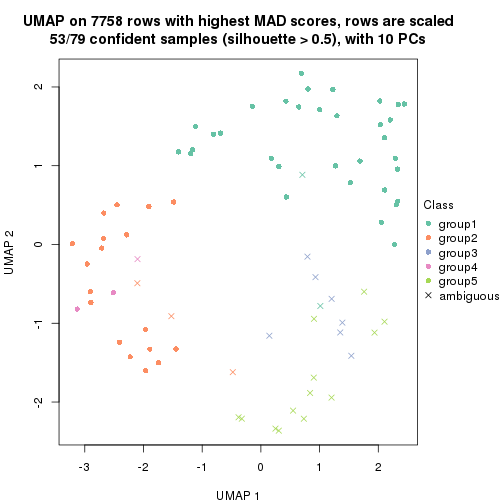 UMAP on 7758 rows with highest MAD scores, rows are scaled
53/79 confident samples (silhouette > 0.5), with 10 PCs
2
1
0
-1
-2
UMAP 2
-3
-2
-1
0
1
2
UMAP 1
Class
group1
group2
group3
group4
group5
ambiguous